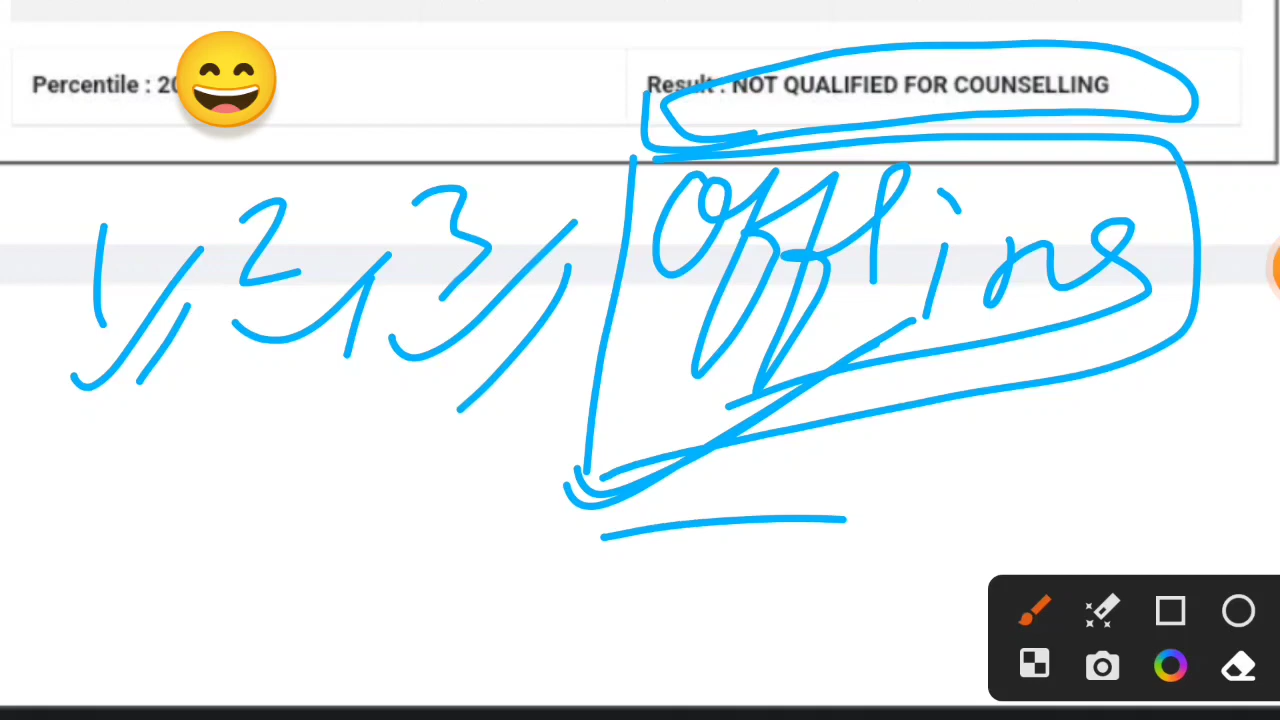 Percentile : 20
Result : NOT QUALIFIED FOR COUNSELLING
1, 2, 3, Offline